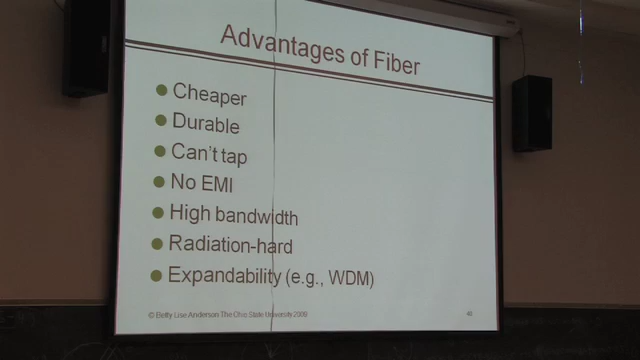 Advantages of Fiber
Cheaper
Durable
Can't tap
No EMI
High bandwidth
Radiation-hard
Expandability (e.g., WDM)
© Betty Lise Anderson The Ohio State University 2009